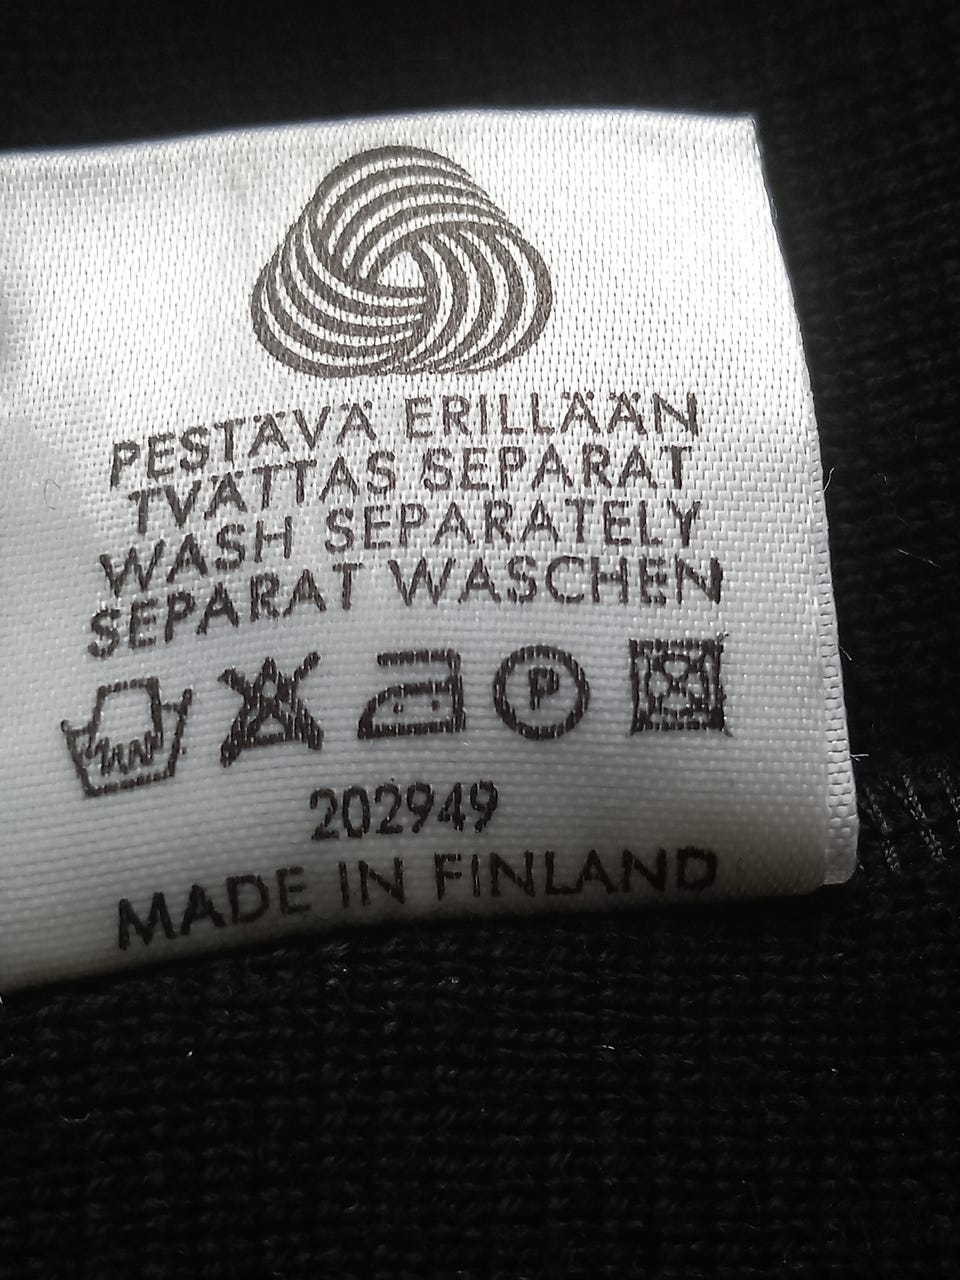 PESTÄVÄ ERILLÄÄN
TVÄTTAS SEPARAT
WASH SEPARATELY
SEPARAT WASCHEN
P
202949
MADE IN FINLAND